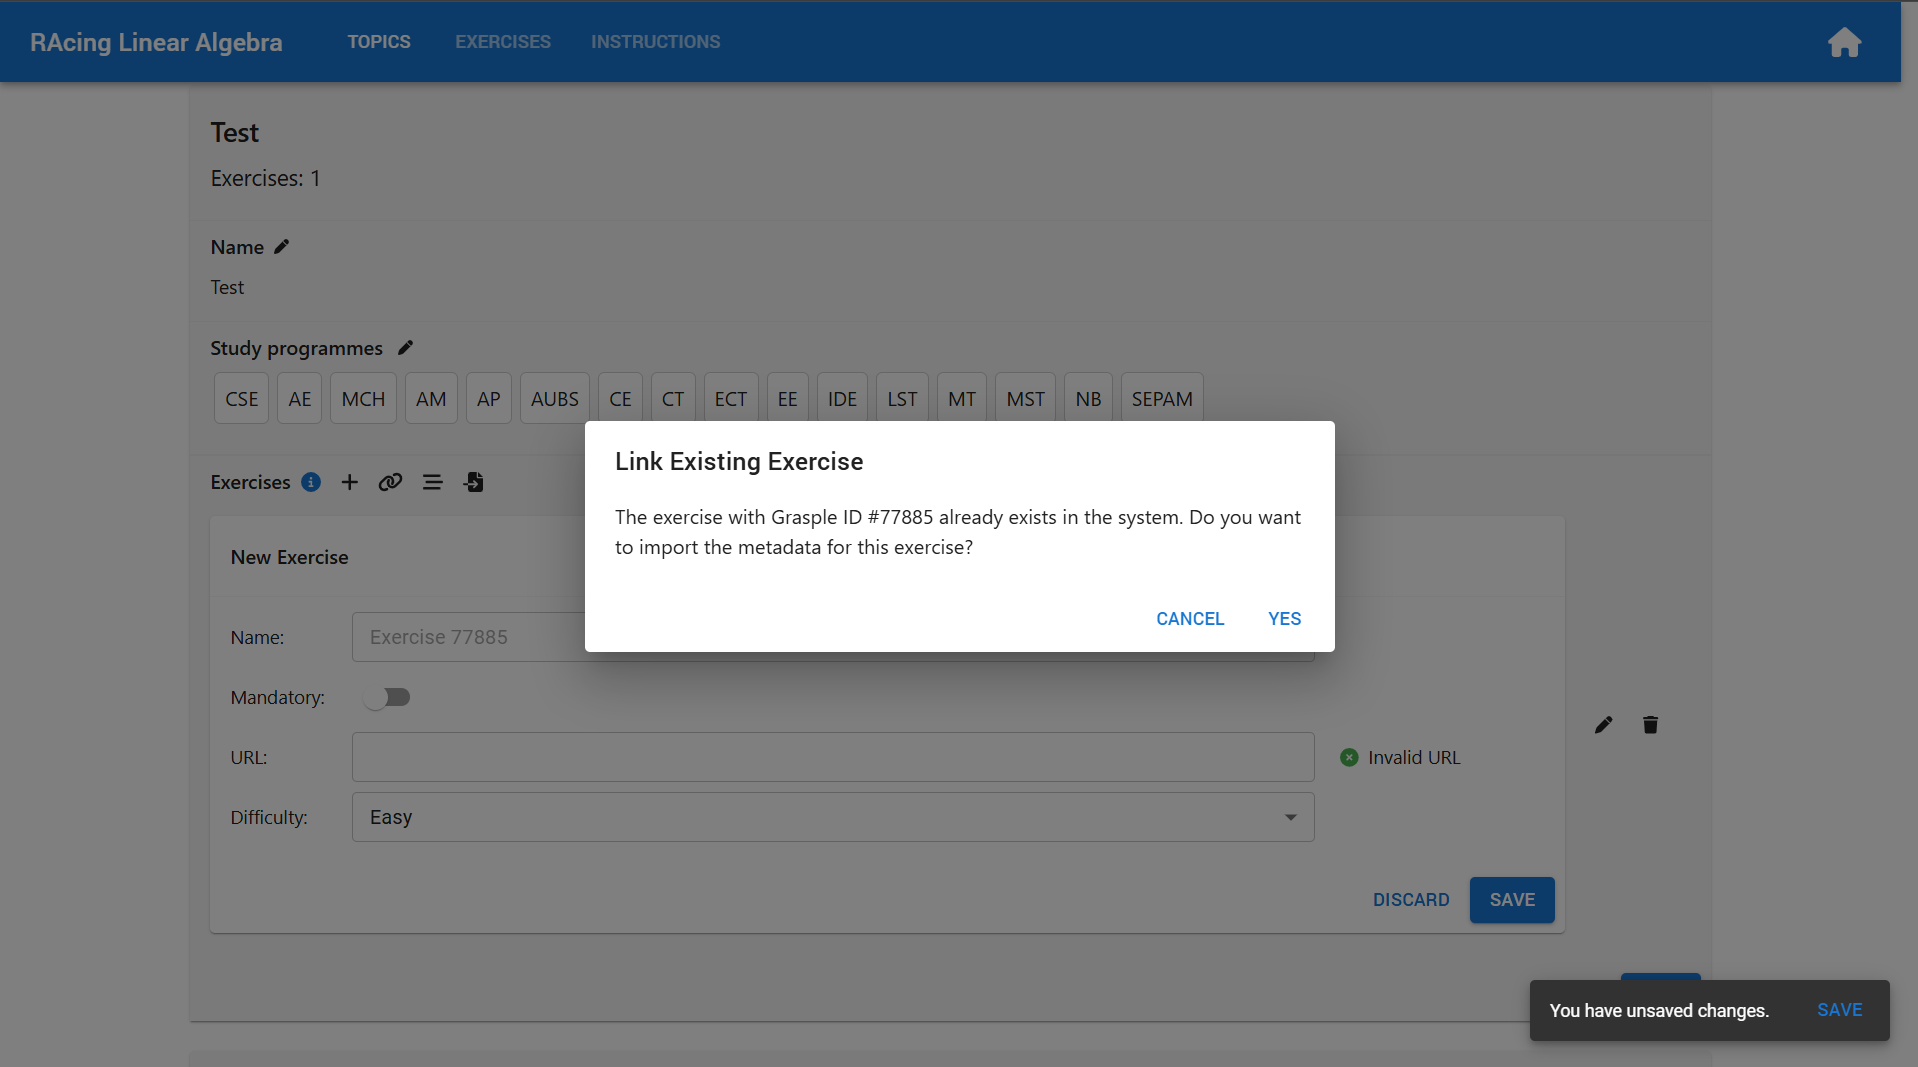 RAcing Linear Algebra TOPICS EXERCISES INSTRUCTIONS
Test
Exercises: 1
Name
Test
Study programmes
CSE AE MCH AM AP AUBS CE CT ECT EE IDE LST MT MST NB SEPAM
Link Existing Exercise
The exercise with Grasple ID #77885 already exists in the system. Do you want
to import the metadata for this exercise?
CANCEL YES
Exercises
New Exercise
Name: Exercise 77885
Mandatory:
URL: Invalid URL
Difficulty: Easy
DISCARD SAVE
You have unsaved changes. SAVE